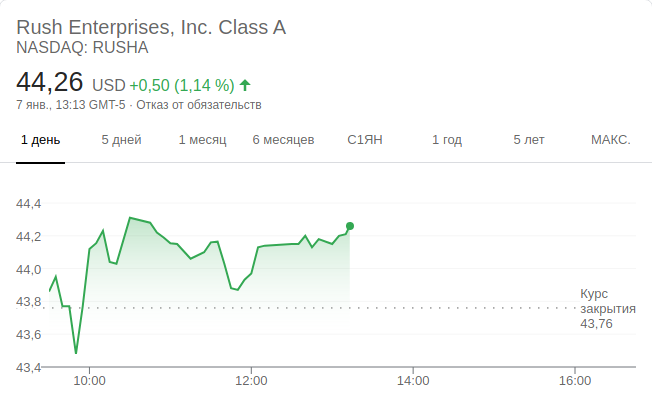 Rush Enterprises, Inc. Class A
NASDAQ: RUSHA
44,26 USD +0,50 (1,14 %)
7 янв., 13:13 GMT-5 · Отказ от обязательств
1 день 5 дней 1 месяц 6 месяцев С1ЯН 1 год 5 лет МАКС.
44,4
44,2
44,0
43,8
43,6
43,4
Курс
закрытия
43,76
10:00 12:00 14:00 16:00